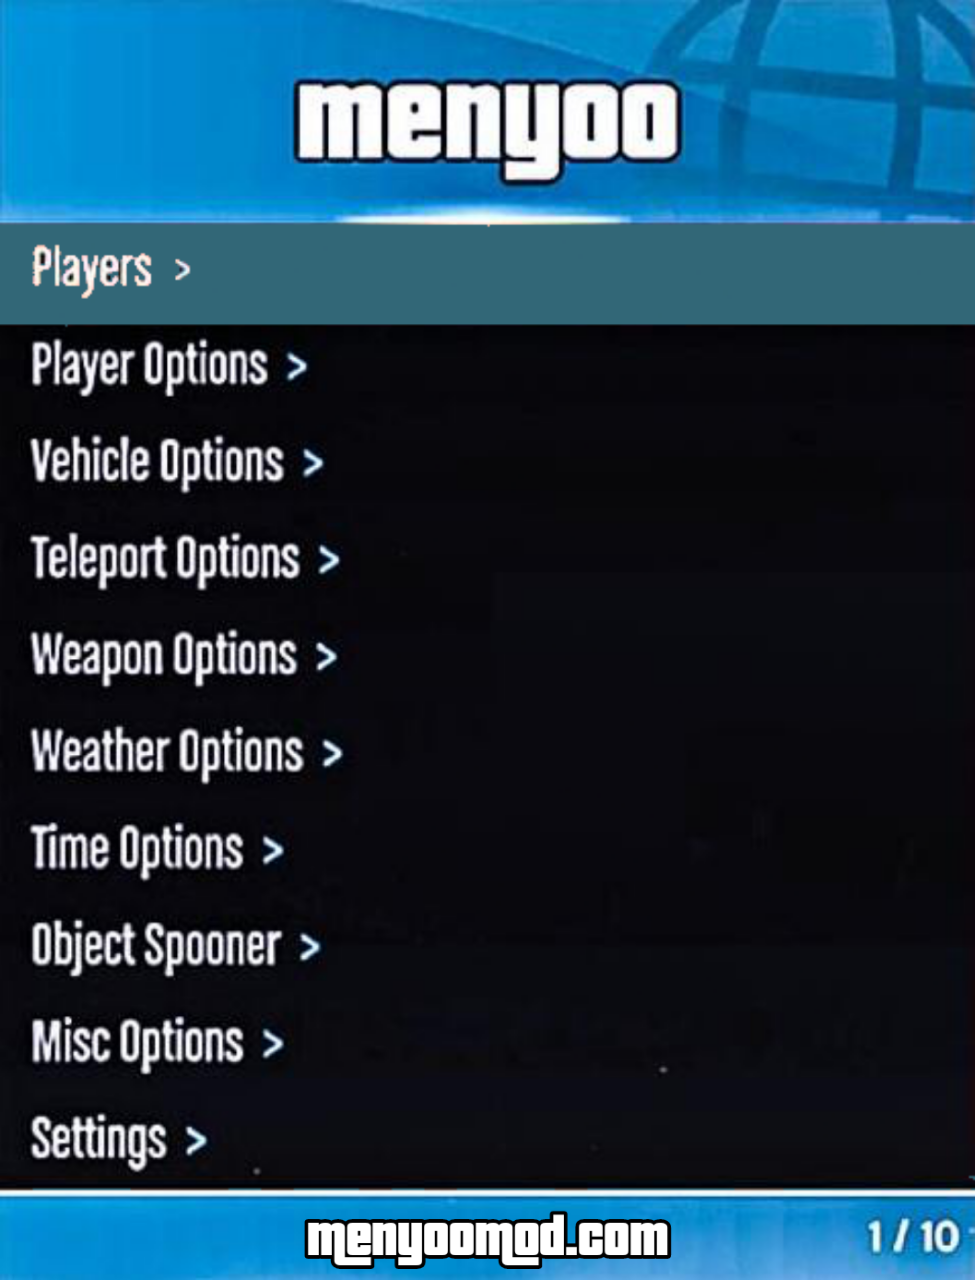 menyoo
Players >
Player Options >
Vehicle Options >
Teleport Options >
Weapon Options >
Weather Options >
Time Options >
Object Spooner >
Misc Options >
Settings >
menyoomod.com
1 / 10